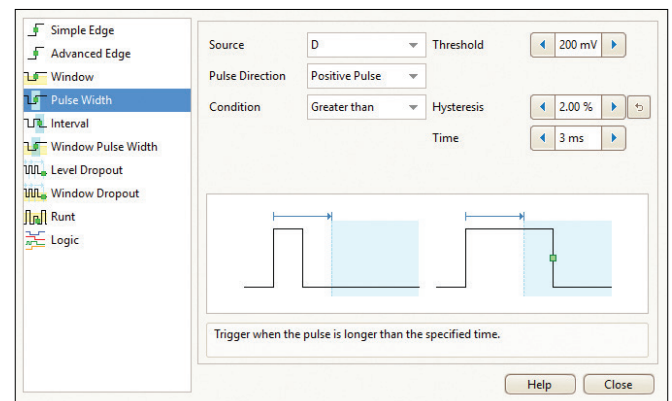 Simple Edge
Advanced Edge
Window
Pulse Width
Interval
Window Pulse Width
Level Dropout
Window Dropout
Runt
Logic
Source D Threshold 200 mV
Pulse Direction Positive Pulse
Condition Greater than Hysteresis 2.00 %
Time 3 ms
Trigger when the pulse is longer than the specified time.
Help Close